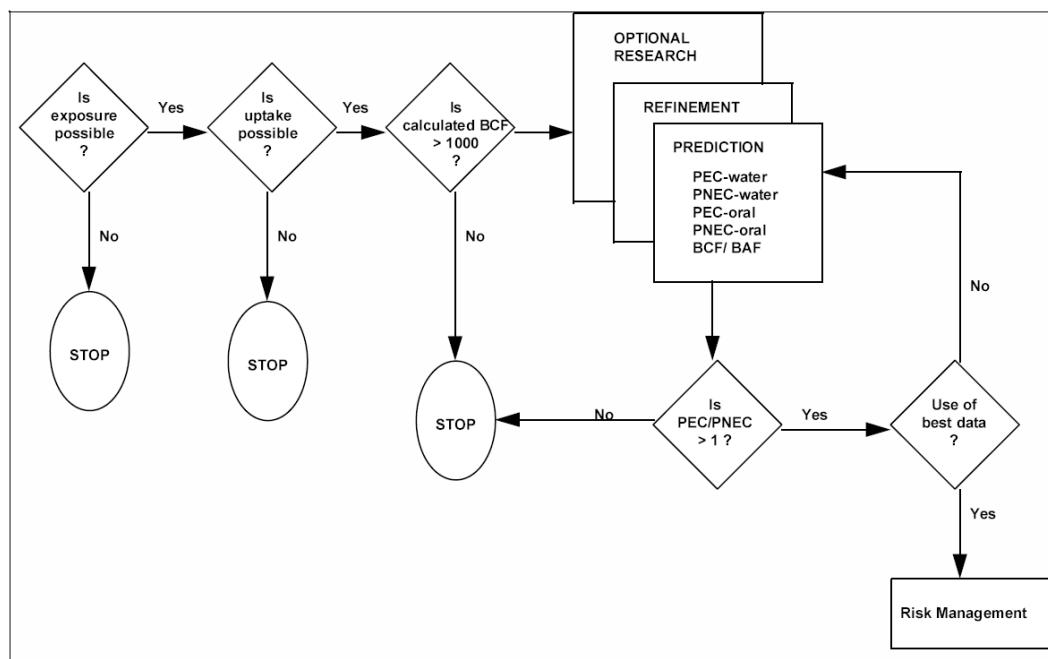 Is
exposure
possible
?
Yes
Is
uptake
possible
?
Yes
Is
calculated BCF
> 1000
?
OPTIONAL
RESEARCH
REFINEMENT
PREDICTION
PEC-water
PNEC-water
PEC-oral
PNEC-oral
BCF/ BAF
No
No
No
No
STOP
STOP
STOP
No
Is
PEC/PNEC
> 1 ?
Yes
Use of
best data
?
Yes
Risk Management